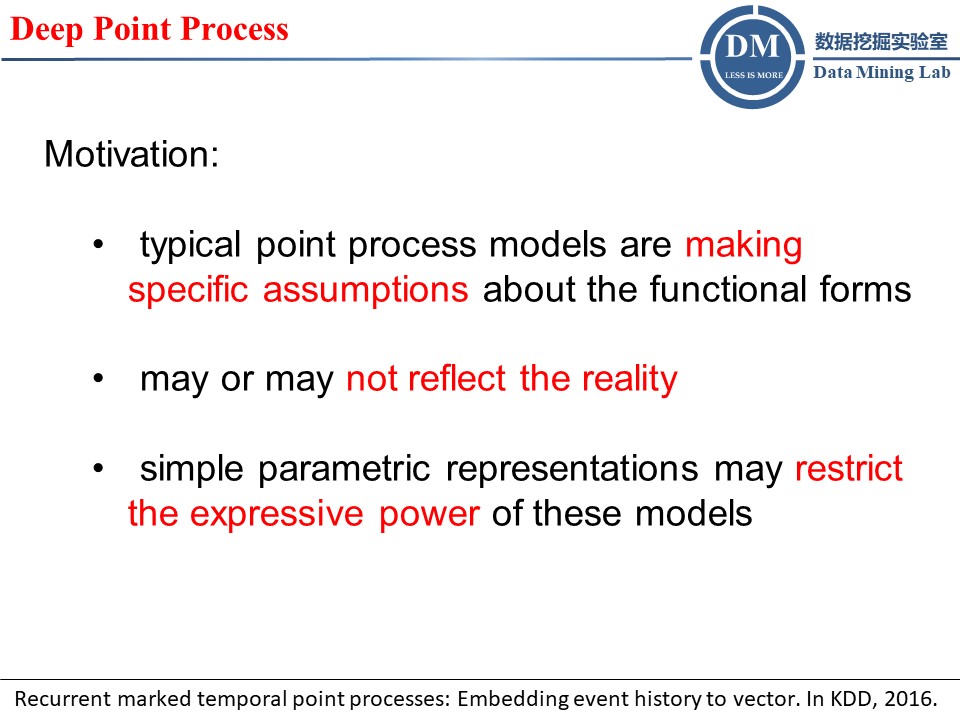 Deep Point Process
DM
LESS IS MORE
数据挖掘实验室
Data Mining Lab
Motivation:
• typical point process models are making
specific assumptions about the functional forms
• may or may not reflect the reality
• simple parametric representations may restrict
the expressive power of these models
Recurrent marked temporal point processes: Embedding event history to vector. In KDD, 2016.